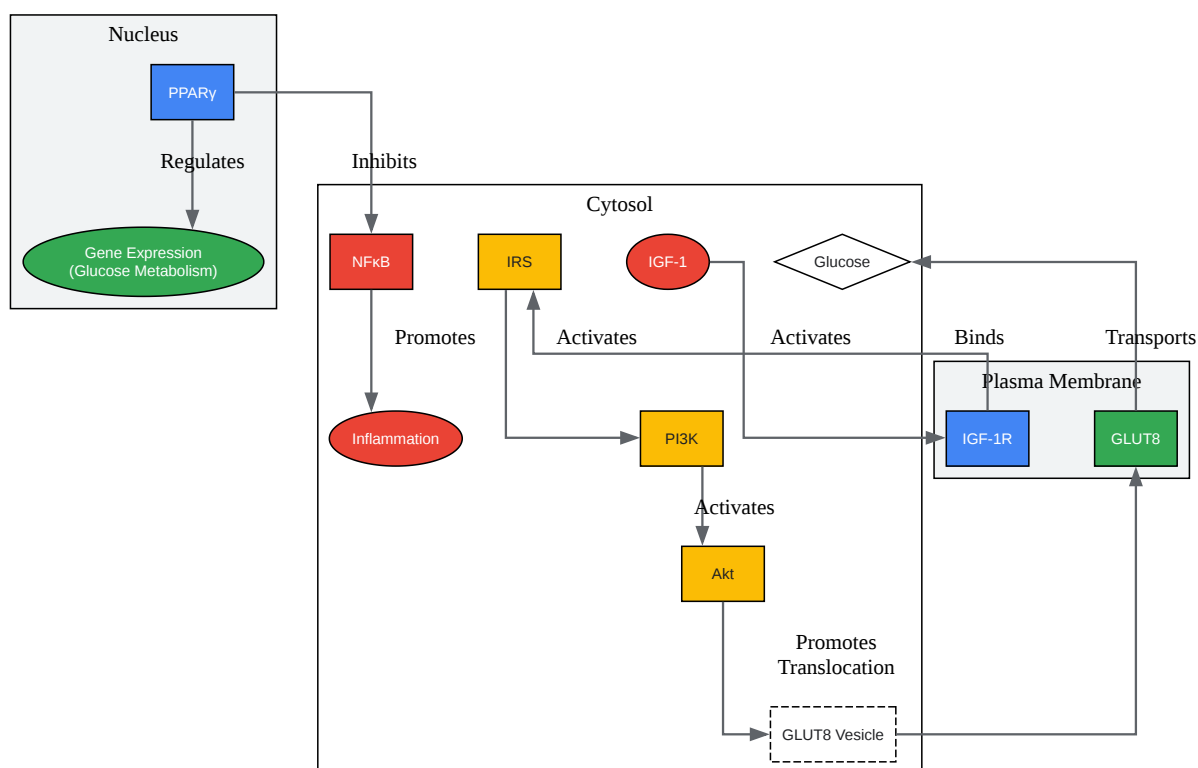 Nucleus
PPARγ
Regulates
Inhibits
Gene Expression
(Glucose Metabolism)
Cytosol
NFκB
IRS
IGF-1
Glucose
Promotes
Activates
Activates
Binds
Transports
Plasma Membrane
Inflammation
PI3K
IGF-1R
GLUT8
Activates
Akt
Promotes
Translocation
GLUT8 Vesicle